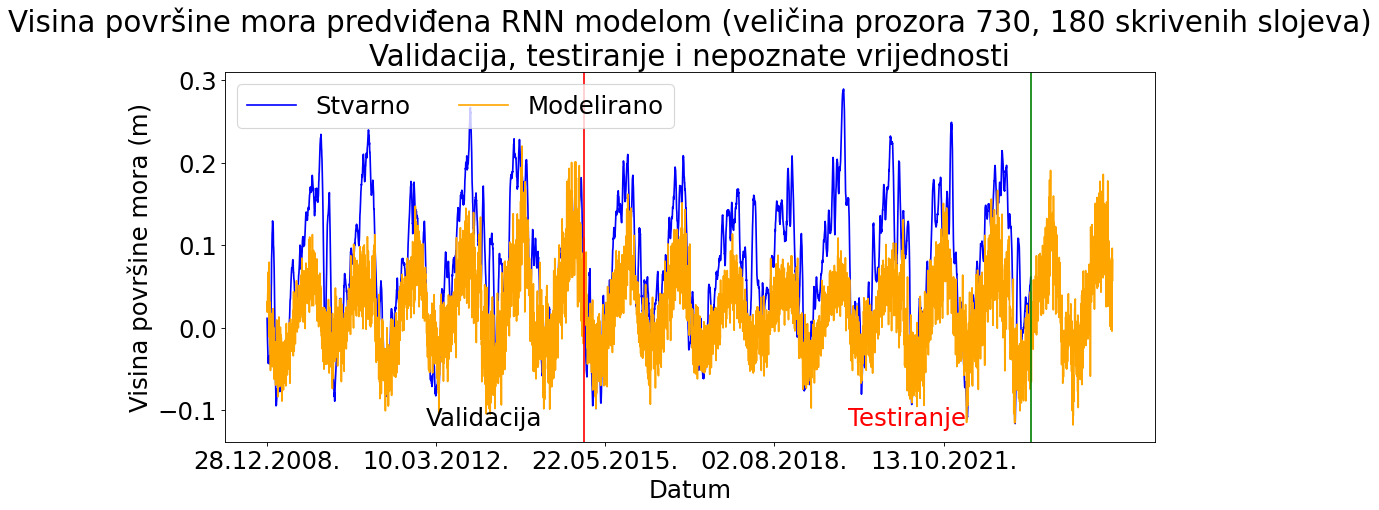 Visina površine mora predviđena RNN modelom (veličina prozora 730, 180 skrivenih slojeva)
Validacija, testiranje i nepoznate vrijednosti
Stvarno Modelirano
Visina površine mora (m)
0.3
0.2
0.1
0.0
−0.1
Validacija Testiranje
28.12.2008. 10.03.2012. 22.05.2015. 02.08.2018. 13.10.2021.
Datum